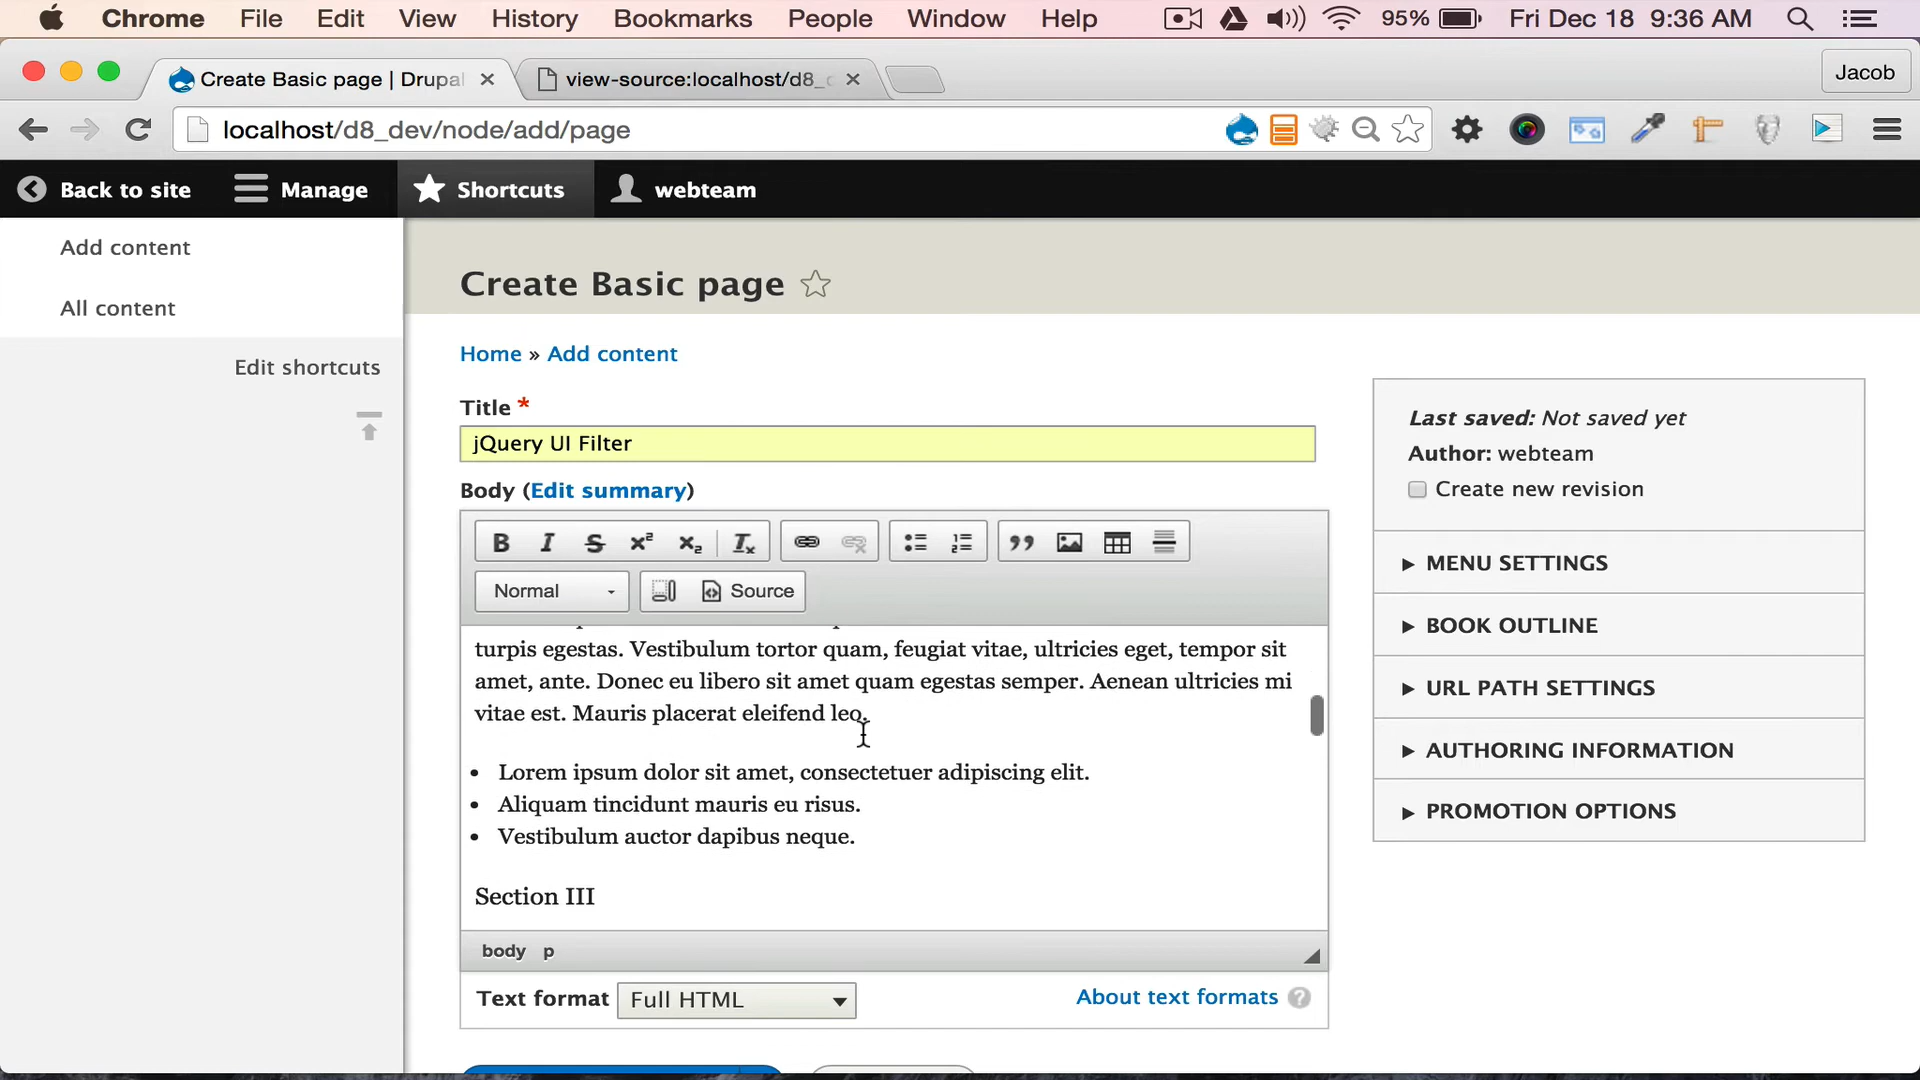 Chrome File Edit View History Bookmarks People Window Help 95% Fri Dec 18 9:36 AM
Create Basic page | Drupal view-source:localhost/d8_ Jacob
localhost/d8_dev/node/add/page
Back to site Manage Shortcuts webteam
Add content
All content
Edit shortcuts
Create Basic page
Home » Add content
Title *
jQuery UI Filter
Body (Edit summary)
B I S x² x₂ Tx
Normal Source
turpis egestas. Vestibulum tortor quam, feugiat vitae, ultricies eget, tempor sit
amet, ante. Donec eu libero sit amet quam egestas semper. Aenean ultricies mi
vitae est. Mauris placerat eleifend leo.
• Lorem ipsum dolor sit amet, consectetuer adipiscing elit.
• Aliquam tincidunt mauris eu risus.
• Vestibulum auctor dapibus neque.
Section III
body p
Text format Full HTML About text formats ?
Last saved: Not saved yet
Author: webteam
Create new revision
MENU SETTINGS
BOOK OUTLINE
URL PATH SETTINGS
AUTHORING INFORMATION
PROMOTION OPTIONS